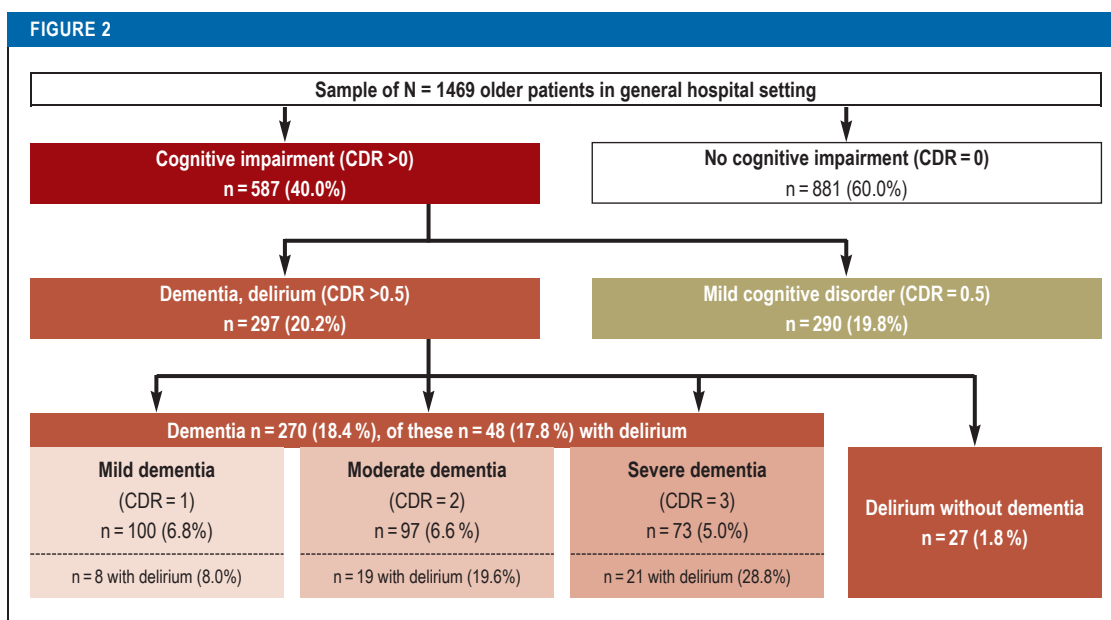 FIGURE 2
Sample of N = 1469 older patients in general hospital setting
Cognitive impairment (CDR >0)
n = 587 (40.0%)
No cognitive impairment (CDR = 0)
n = 881 (60.0%)
Dementia, delirium (CDR >0.5)
n = 297 (20.2%)
Mild cognitive disorder (CDR = 0.5)
n = 290 (19.8%)
Dementia n = 270 (18.4 %), of these n = 48 (17.8 %) with delirium
Mild dementia
(CDR = 1)
n = 100 (6.8%)
n = 8 with delirium (8.0%)
Moderate dementia
(CDR = 2)
n = 97 (6.6 %)
n = 19 with delirium (19.6%)
Severe dementia
(CDR = 3)
n = 73 (5.0%)
n = 21 with delirium (28.8%)
Delirium without dementia
n = 27 (1.8 %)